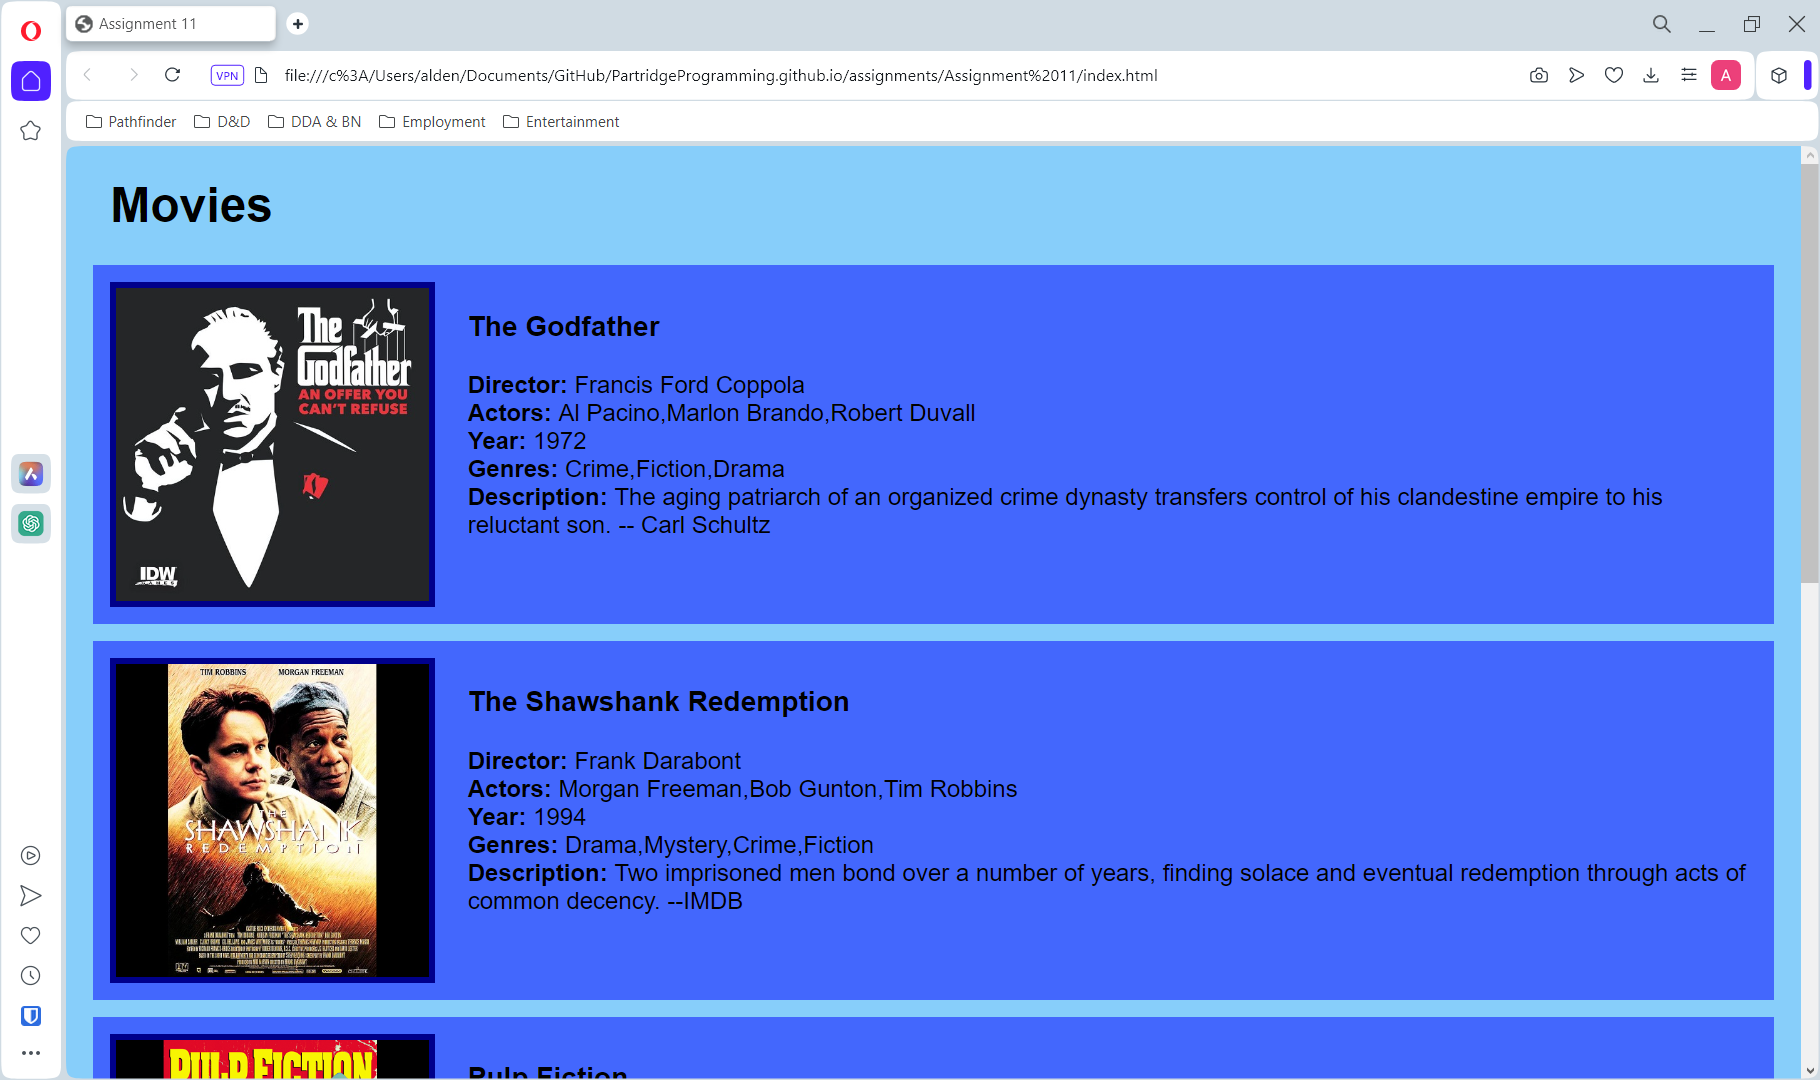 Assignment 11
VPN
file:///c%3A/Users/alden/Documents/GitHub/PartridgeProgramming.github.io/assignments/Assignment%2011/index.html
A
Pathfinder
D&D
DDA & BN
Employment
Entertainment
Movies
The
Godfather
AN OFFER YOU
CAN'T REFUSE
IDW
GAMES
The Godfather
Director: Francis Ford Coppola
Actors: Al Pacino,Marlon Brando,Robert Duvall
Year: 1972
Genres: Crime,Fiction,Drama
Description: The aging patriarch of an organized crime dynasty transfers control of his clandestine empire to his
reluctant son. -- Carl Schultz
TIM ROBBINS MORGAN FREEMAN
THE
SHAWSHANK
REDEMPTION
The Shawshank Redemption
Director: Frank Darabont
Actors: Morgan Freeman,Bob Gunton,Tim Robbins
Year: 1994
Genres: Drama,Mystery,Crime,Fiction
Description: Two imprisoned men bond over a number of years, finding solace and eventual redemption through acts of
common decency. --IMDB
PULP FICTION
Pulp Fiction